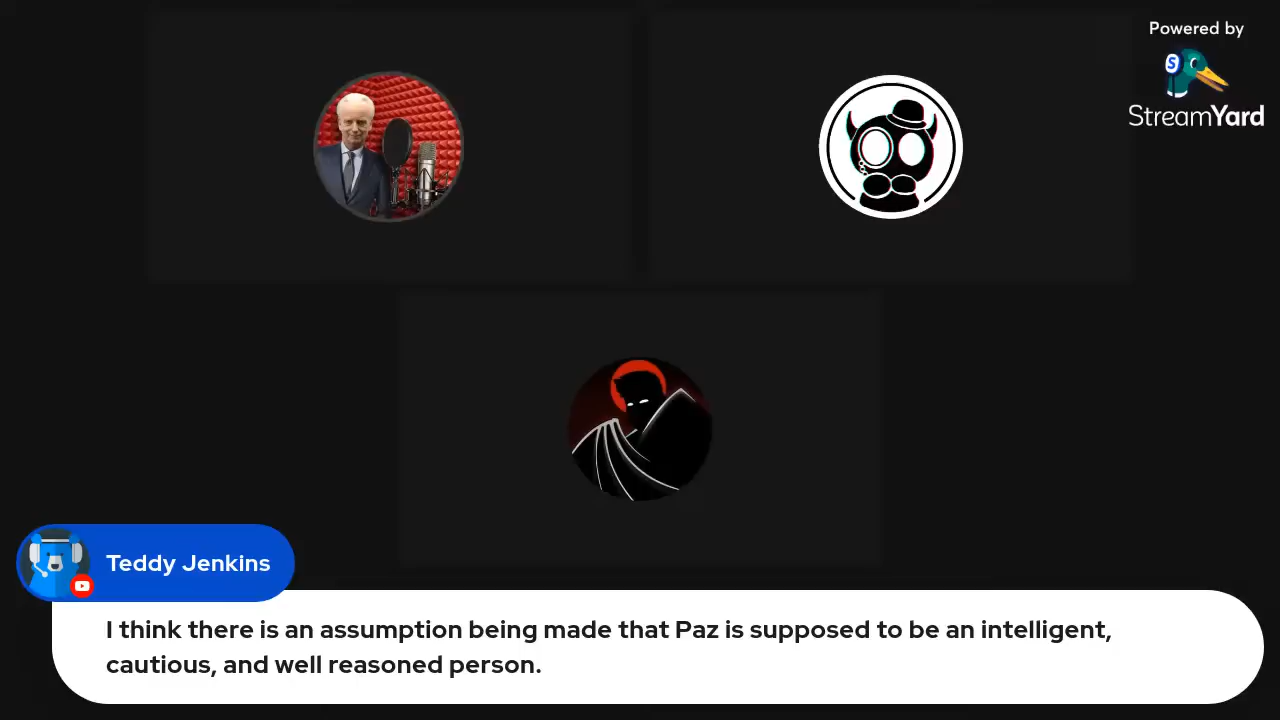 Powered by
StreamYard
Teddy Jenkins
I think there is an assumption being made that Paz is supposed to be an intelligent,
cautious, and well reasoned person.